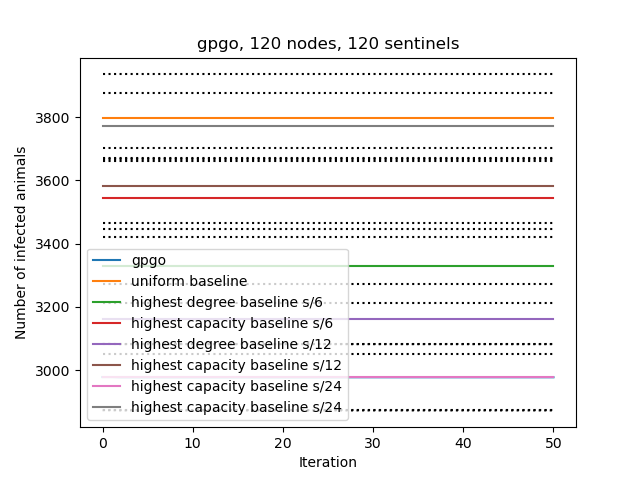 gpgo, 120 nodes, 120 sentinels
Number of infected animals
3800
3600
3400
3200
3000
gpgo
uniform baseline
highest degree baseline s/6
highest capacity baseline s/6
highest degree baseline s/12
highest capacity baseline s/12
highest capacity baseline s/24
highest capacity baseline s/24
0 10 20 30 40 50
Iteration